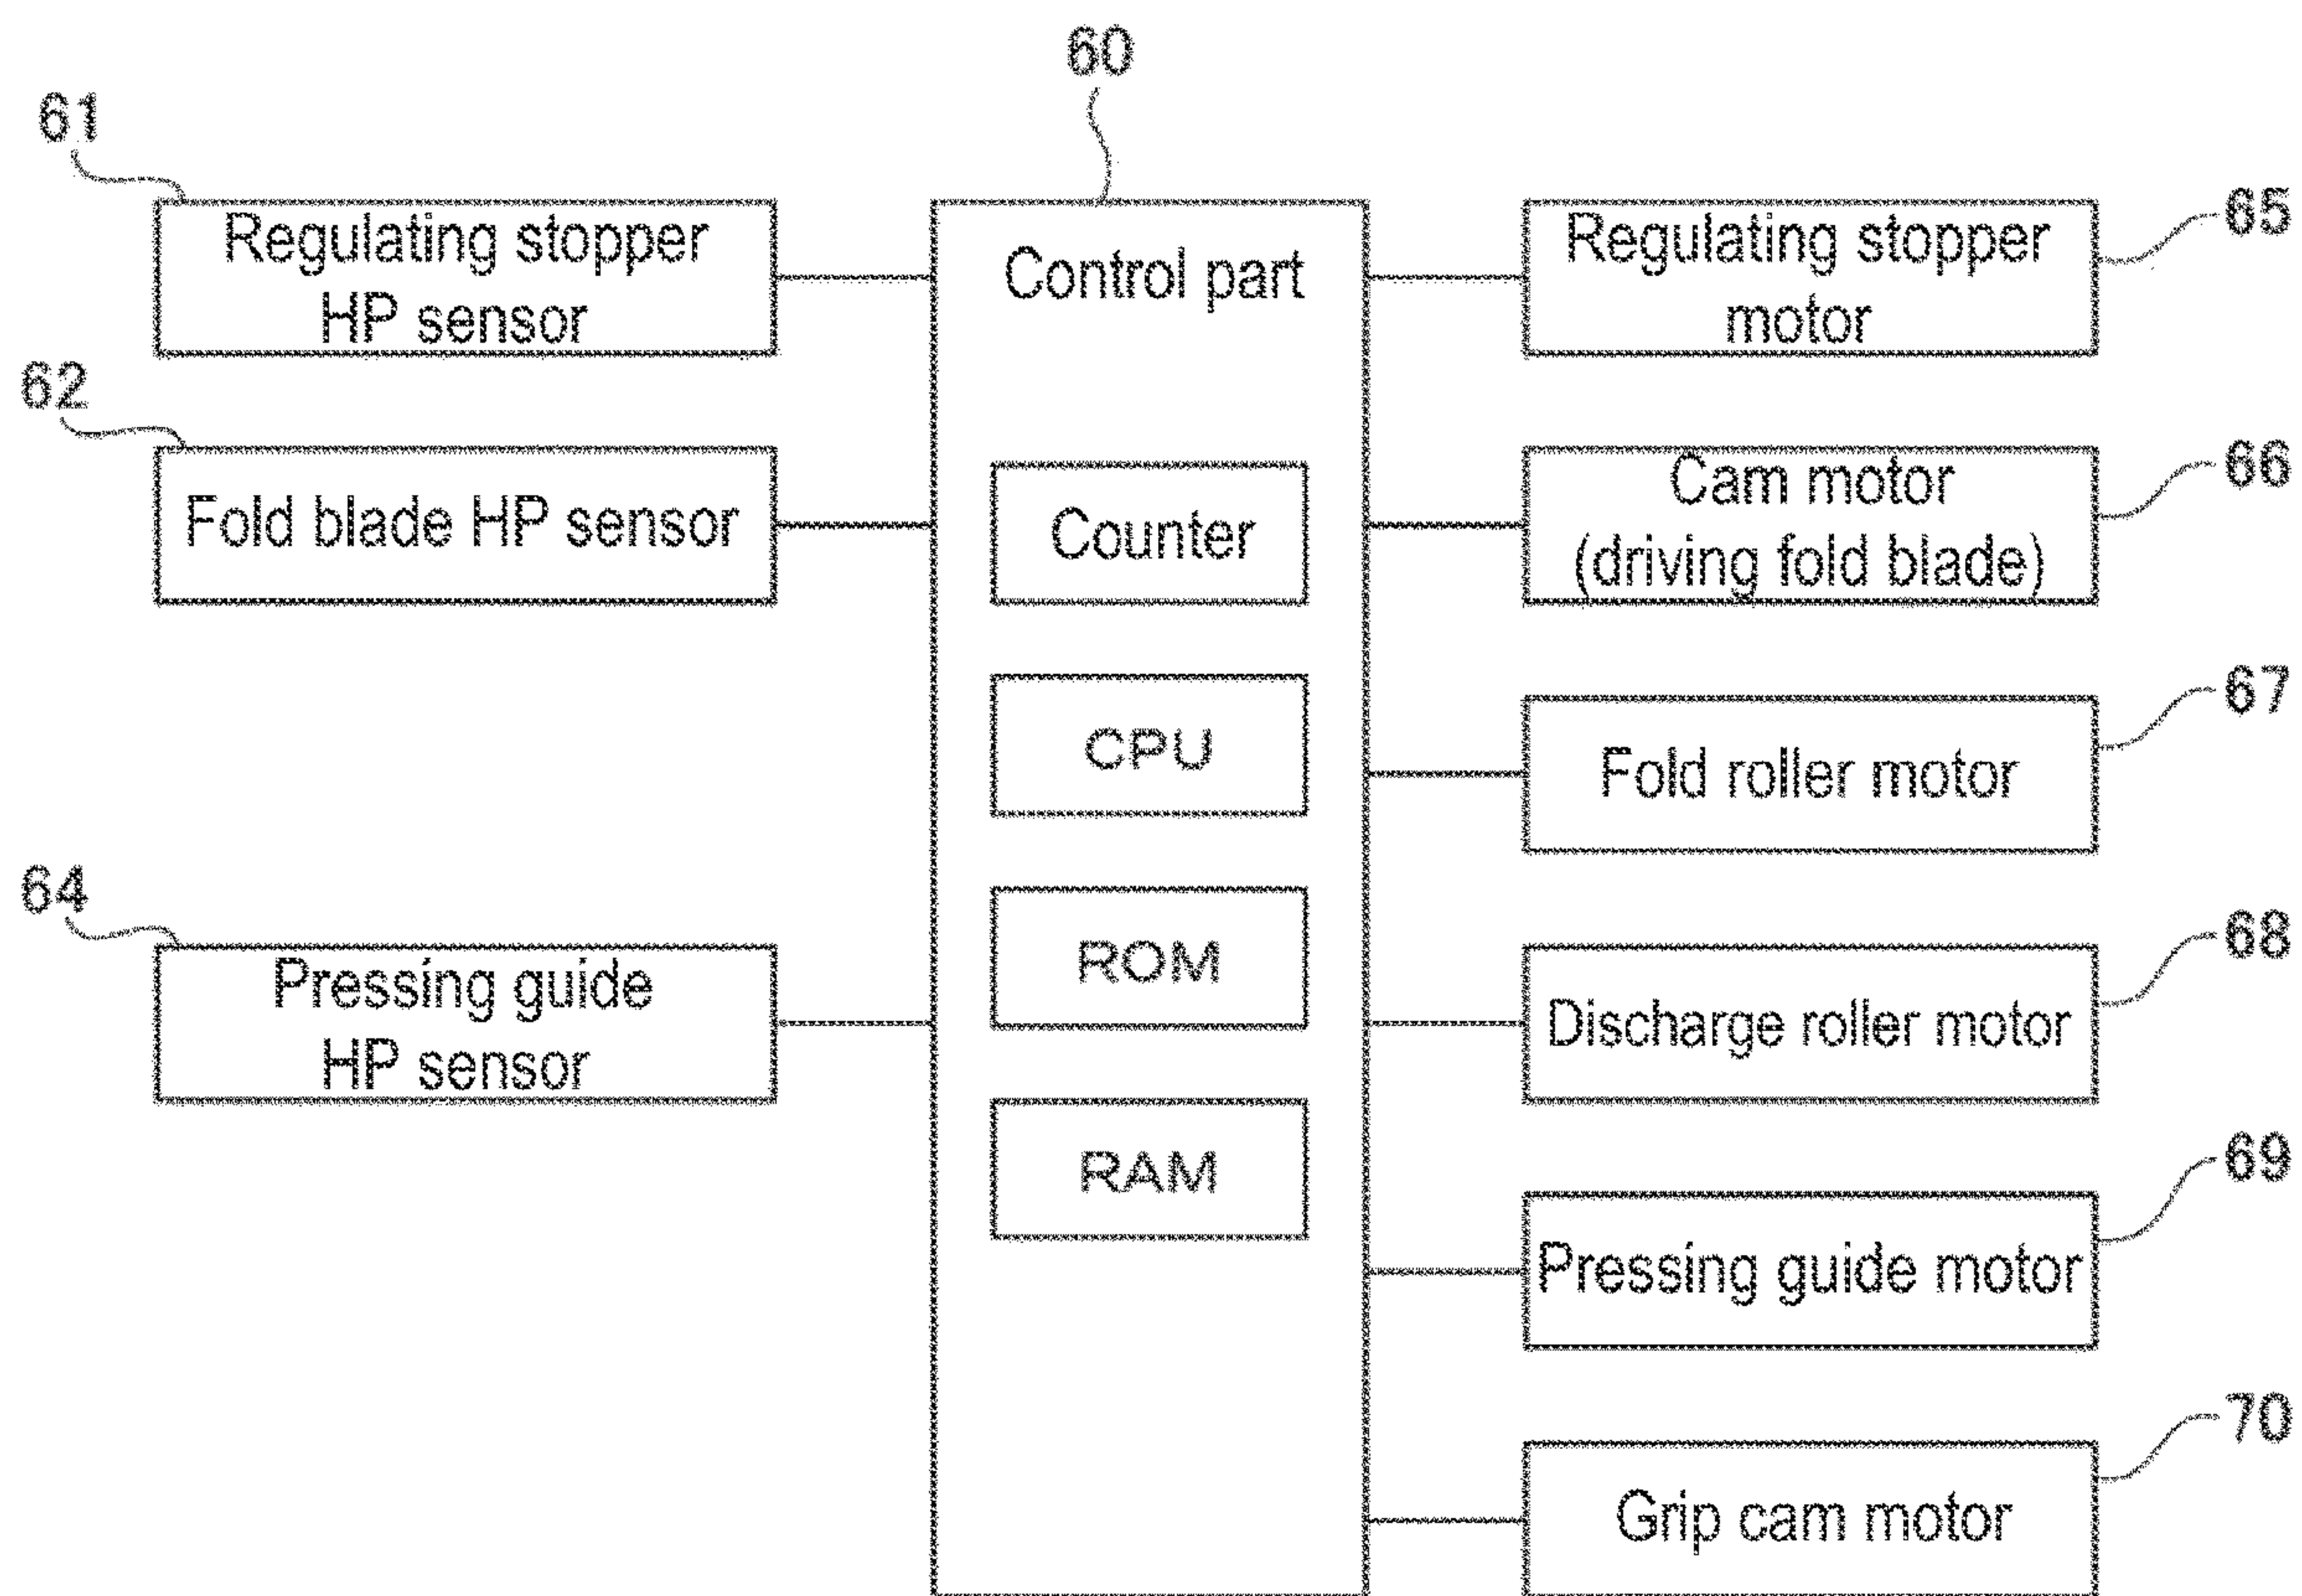 60
61
Regulating stopper
HP sensor
62
Fold blade HP sensor
64
Pressing guide
HP sensor
Control part
Counter
CPU
ROM
RAM
65
Regulating stopper
motor
66
Cam motor
(driving fold blade)
67
Fold roller motor
68
Discharge roller motor
69
Pressing guide motor
70
Grip cam motor